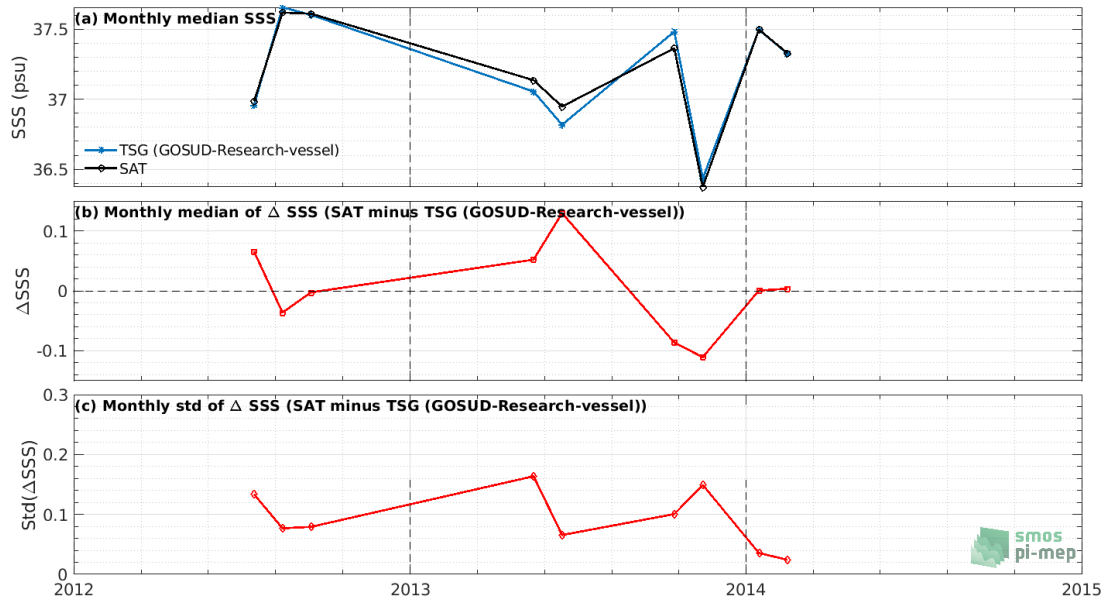 (a) Monthly median SSS
37.5
37
36.5
SSS (psu)
TSG (GOSUD-Research-vessel)
SAT
(b) Monthly median of Δ SSS (SAT minus TSG (GOSUD-Research-vessel))
0.1
0
-0.1
ΔSSS
(c) Monthly std of Δ SSS (SAT minus TSG (GOSUD-Research-vessel))
0.3
0.2
0.1
0
Std(ΔSSS)
smos
pi-mep
2012
2013
2014
2015